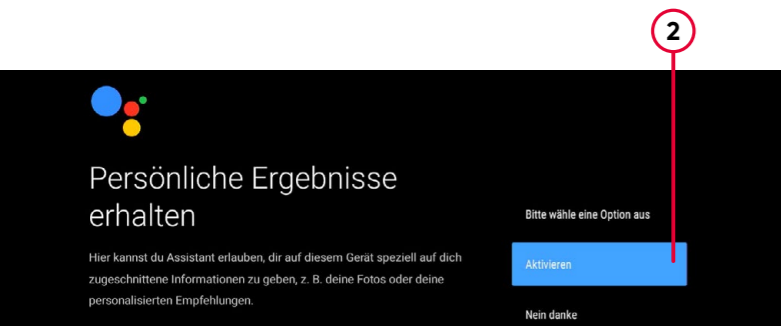 2
Persönliche Ergebnisse
erhalten
Hier kannst du Assistant erlauben, dir auf diesem Gerät speziell auf dich
zugeschnittene Informationen zu geben, z. B. deine Fotos oder deine
personalisierten Empfehlungen.
Bitte wähle eine Option aus
Aktivieren
Nein danke